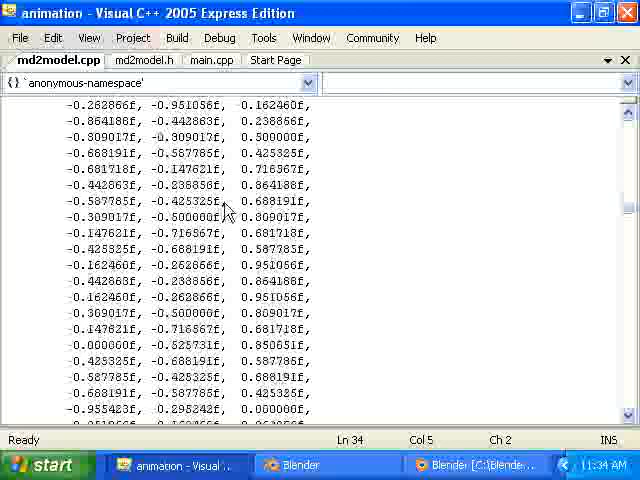 animation - Visual C++ 2005 Express Edition
File Edit View Project Build Debug Tools Window Community Help
md2model.cpp md2model.h main.cpp Start Page
{} `anonymous-namespace'
-0.262866f, -0.951056f, 0.162460f,
-0.864188f, -0.442863f, 0.238856f,
-0.809017f, -0.309017f, 0.500000f,
-0.688191f, -0.587785f, 0.425325f,
-0.681718f, -0.147621f, 0.716567f,
-0.442863f, -0.238856f, 0.864188f,
-0.587785f, -0.425325f, 0.688191f,
-0.309017f, -0.500000f, 0.809017f,
-0.147621f, -0.716567f, 0.681718f,
-0.425325f, -0.688191f, 0.587785f,
-0.162460f, -0.262866f, 0.951056f,
-0.442863f, -0.238856f, 0.864188f,
-0.162460f, -0.262866f, 0.951056f,
-0.309017f, -0.500000f, 0.809017f,
-0.147621f, -0.716567f, 0.681718f,
-0.000000f, -0.525731f, 0.850651f,
-0.425325f, -0.688191f, 0.587785f,
-0.587785f, -0.425325f, 0.688191f,
-0.688191f, -0.587785f, 0.425325f,
-0.955423f, -0.295242f, 0.000000f,
Ready Ln 34 Col 5 Ch 2 INS
start animation - Visual ... Blender Blender [C:\Blende... 11:34 AM